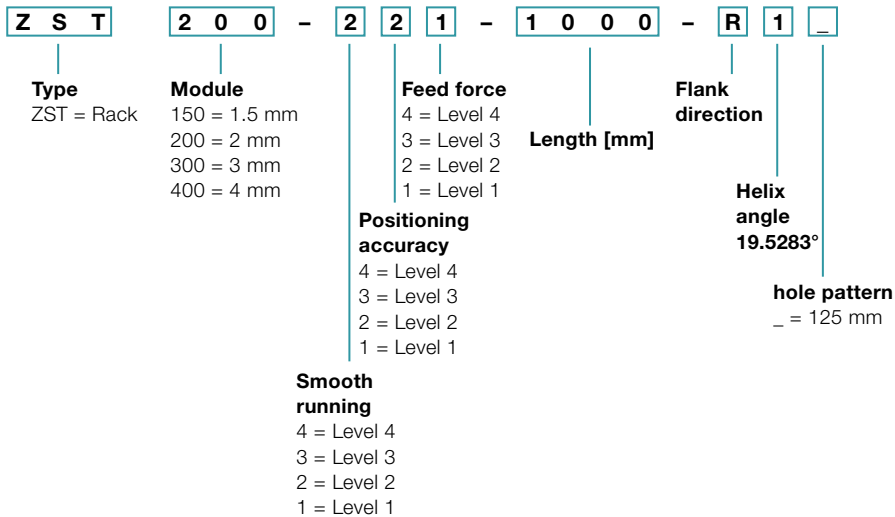 Z S T 2 0 0 – 2 2 1 – 1 0 0 0 – R 1 _
Type
ZST = Rack
Module
150 = 1.5 mm
200 = 2 mm
300 = 3 mm
400 = 4 mm
Feed force
4 = Level 4
3 = Level 3
2 = Level 2
1 = Level 1
Length [mm]
Flank
direction
Positioning
accuracy
4 = Level 4
3 = Level 3
2 = Level 2
1 = Level 1
Helix
angle
19.5283°
hole pattern
_ = 125 mm
Smooth
running
4 = Level 4
3 = Level 3
2 = Level 2
1 = Level 1